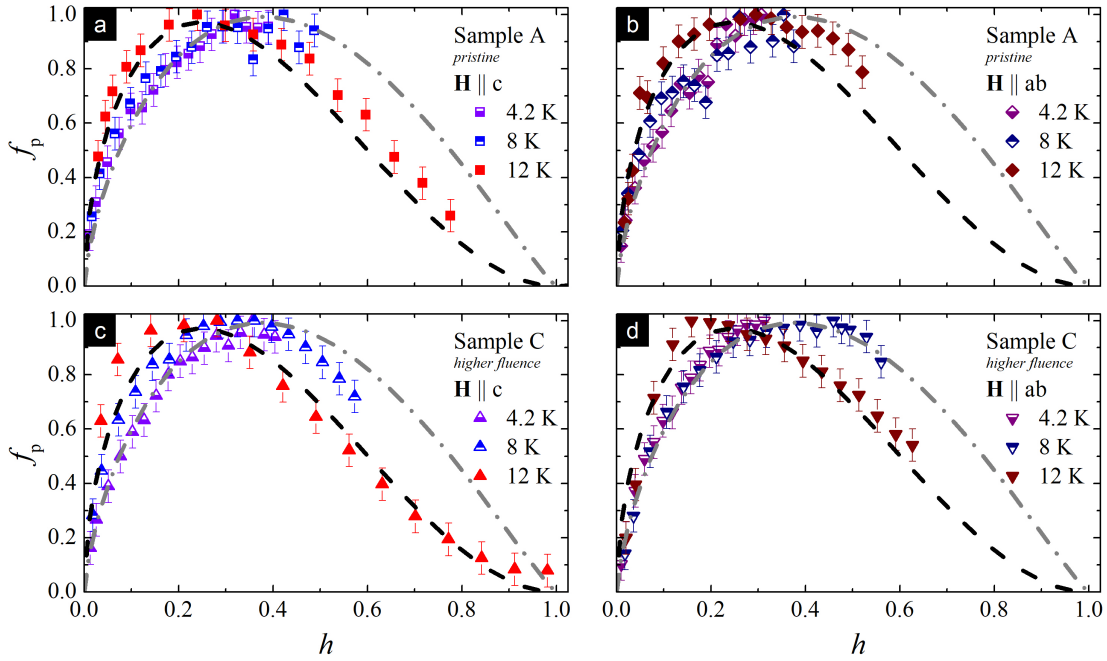 a
Sample A
pristine
H || c
4.2 K
8 K
12 K
1.0
0.8
0.6
0.4
0.2
0.0
fp
b
Sample A
pristine
H || ab
4.2 K
8 K
12 K
c
Sample C
higher fluence
H || c
4.2 K
8 K
12 K
1.0
0.8
0.6
0.4
0.2
0.0
fp
0.0 0.2 0.4 0.6 0.8 1.0
h
d
Sample C
higher fluence
H || ab
4.2 K
8 K
12 K
0.0 0.2 0.4 0.6 0.8 1.0
h